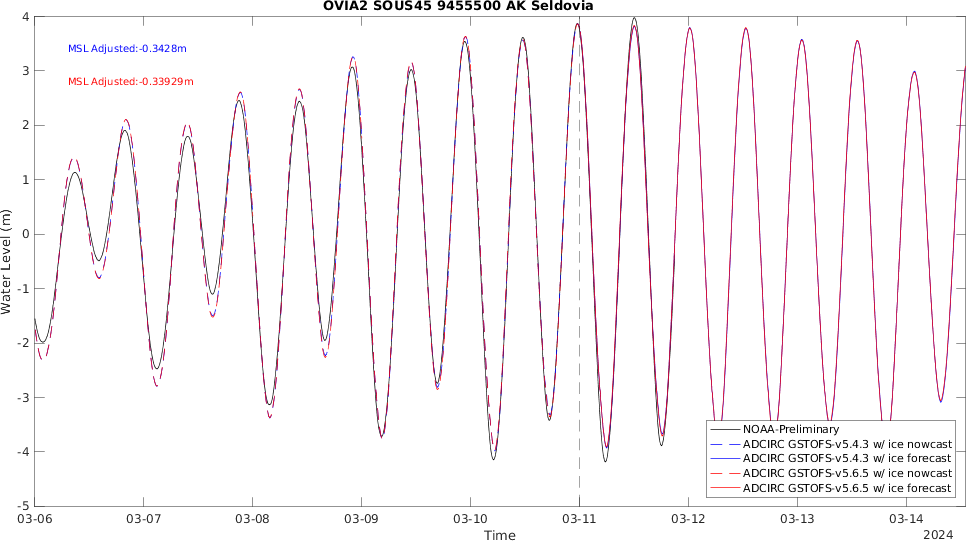 OVIA2 SOUS45 9455500 AK Seldovia
MSL Adjusted:-0.3428m
MSL Adjusted:-0.33929m
Water Level (m)
4
3
2
1
0
-1
-2
-3
-4
-5
NOAA-Preliminary
ADCIRC GSTOFS-v5.4.3 w/ ice nowcast
ADCIRC GSTOFS-v5.4.3 w/ ice forecast
ADCIRC GSTOFS-v5.6.5 w/ ice nowcast
ADCIRC GSTOFS-v5.6.5 w/ ice forecast
03-06 03-07 03-08 03-09 03-10 03-11 03-12 03-13 03-14
Time
2024